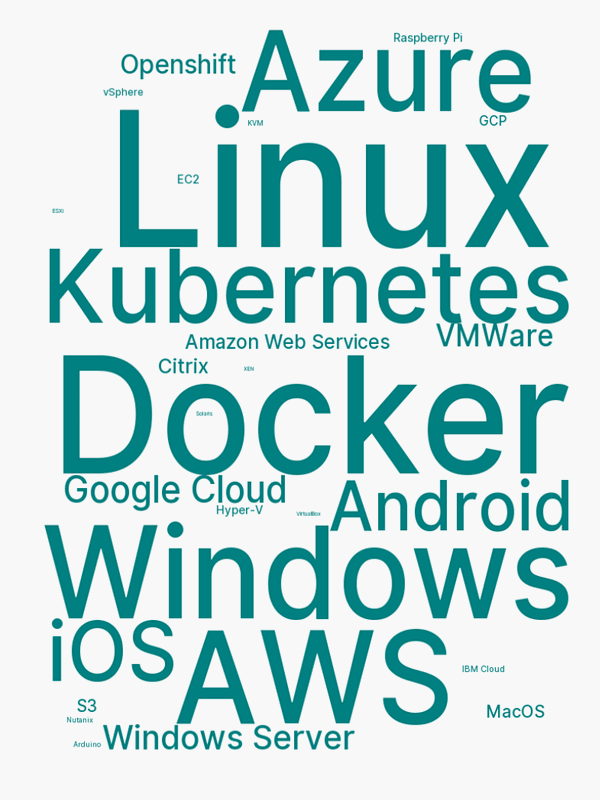 Raspberry Pi
Openshift
Azure
vSphere
KVM
GCP
Linux
EC2
ESXi
Kubernetes
VMWare
Amazon Web Services
Citrix
XEN
Docker
Solaris
Google Cloud
Android
Hyper-V
VirtualBox
Windows
iOS
AWS
IBM Cloud
S3
MacOS
Nutanix
Arduino
Windows Server